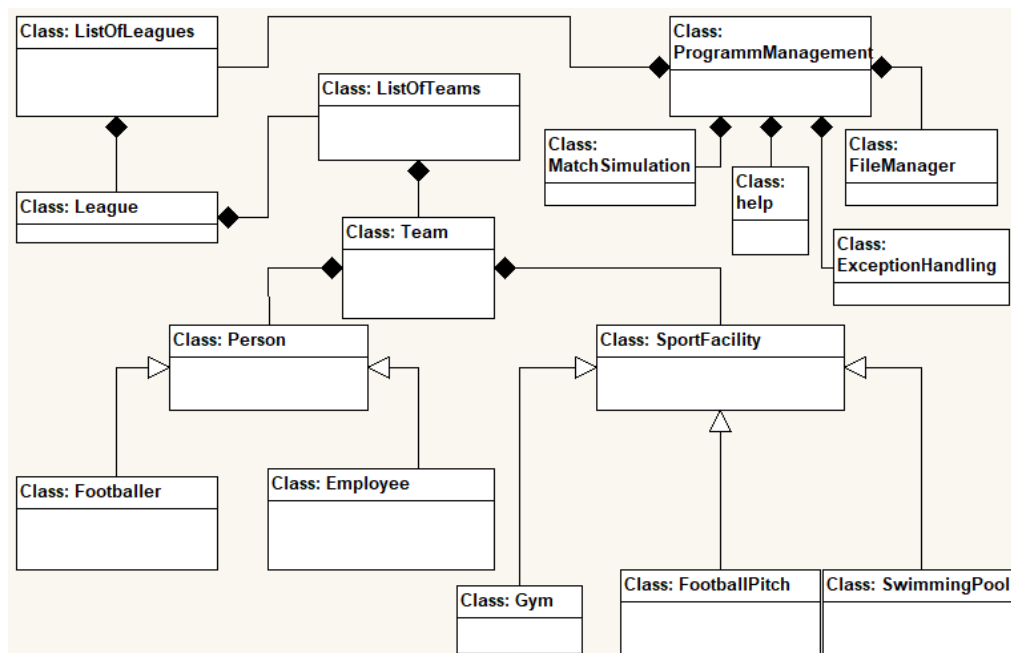 Class: ListOfLeagues
Class:
ProgrammManagement
Class: ListOfTeams
Class:
MatchSimulation
Class:
help
Class:
FileManager
Class: League
Class: Team
Class:
ExceptionHandling
Class: Person
Class: SportFacility
Class: Footballer
Class: Employee
Class: Gym
Class: FootballPitch
Class: SwimmingPool